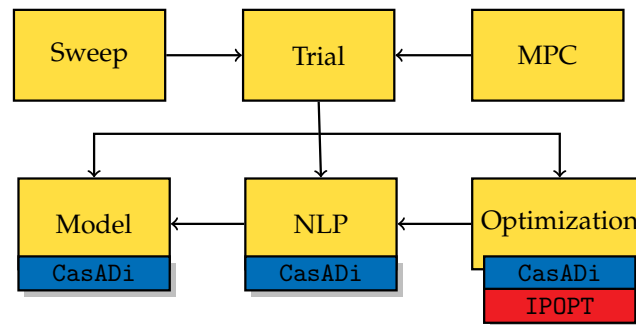 Sweep
Trial
MPC
Model
NLP
Optimization
CasADi
CasADi
CasADi
IPOPT